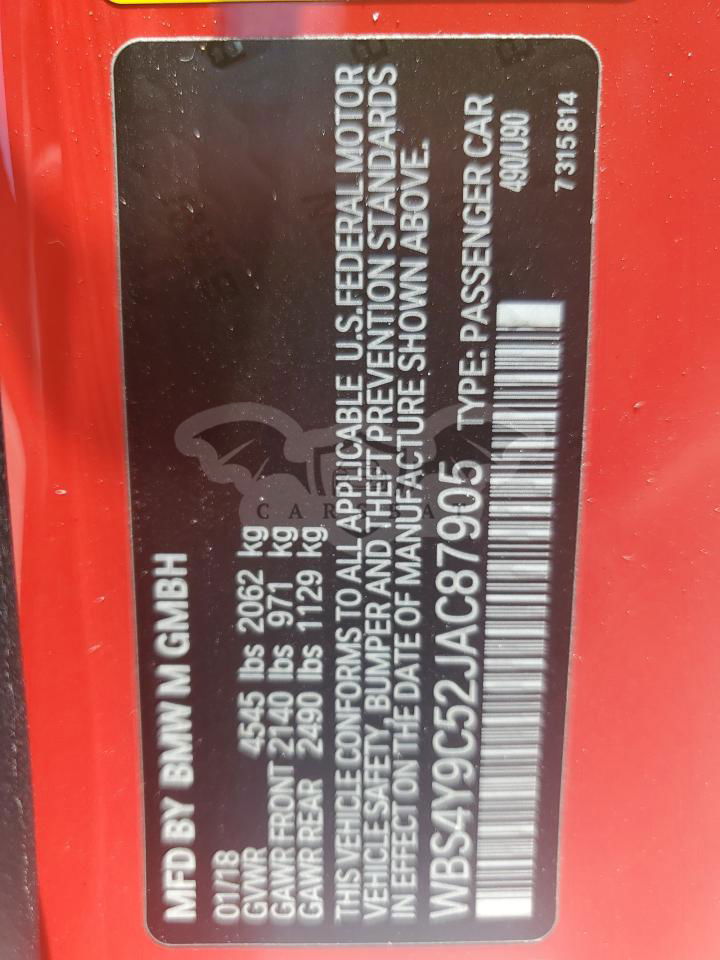 MFD BY BMW M GMBH
01/18
GVWR 4545 lbs 2062 kg
GAWR FRONT 2140 lbs 971 kg
GAWR REAR 2490 lbs 1129 kg
THIS VEHICLE CONFORMS TO ALL APPLICABLE U.S.FEDERAL MOTOR
VEHICLE SAFETY, BUMPER AND THEFT PREVENTION STANDARDS
IN EFFECT ON THE DATE OF MANUFACTURE SHOWN ABOVE.
WBS4Y9C52JAC87905 TYPE: PASSENGER CAR
490/U90
7 315 814